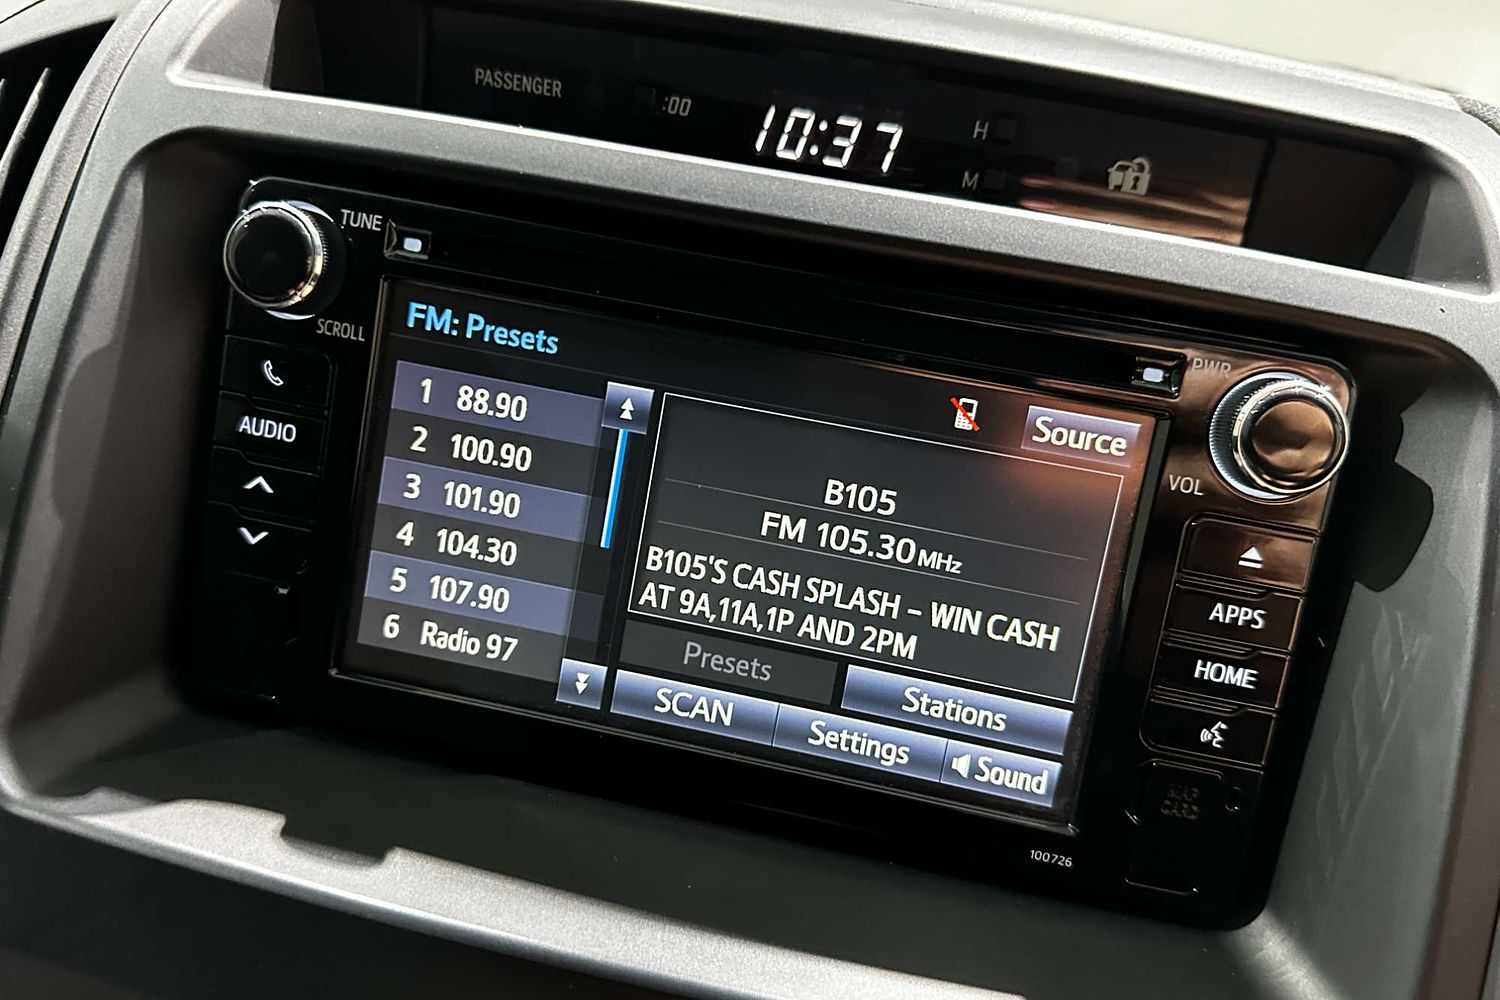 PASSENGER
:00
10:37
H
M
TUNE
SCROLL
AUDIO
PWR
VOL
APPS
HOME
MAP
CARD
FM: Presets
1 88.90
2 100.90
3 101.90
4 104.30
5 107.90
6 Radio 97
Source
B105
FM 105.30 MHz
B105'S CASH SPLASH – WIN CASH
AT 9A,11A,1P AND 2PM
Presets
Stations
SCAN
Settings
Sound
100726